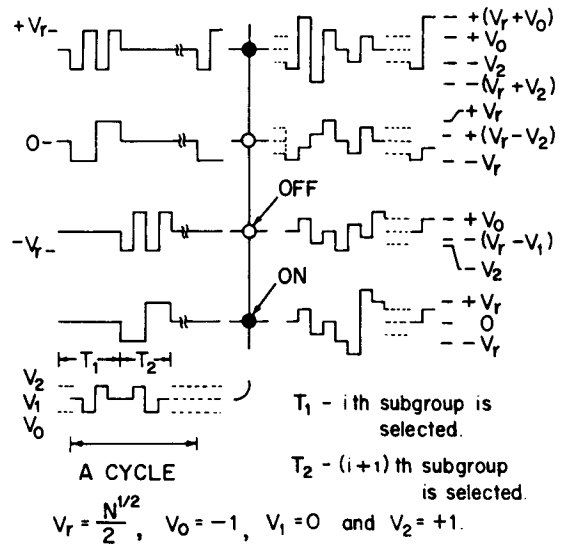 +Vr
0
-Vr
+(Vr+V0)
+V0
-V2
-(Vr+V2)
+Vr
+(Vr-V2)
-Vr
OFF
+V0
-(Vr-V1)
-V2
ON
+Vr
0
-Vr
T1
T2
V2
V1
V0
A CYCLE
T1 - ith subgroup is
selected.
T2 - (i+1)th subgroup
is selected.
Vr = N^1/2 / 2, V0 = -1, V1 = 0 and V2 = +1.